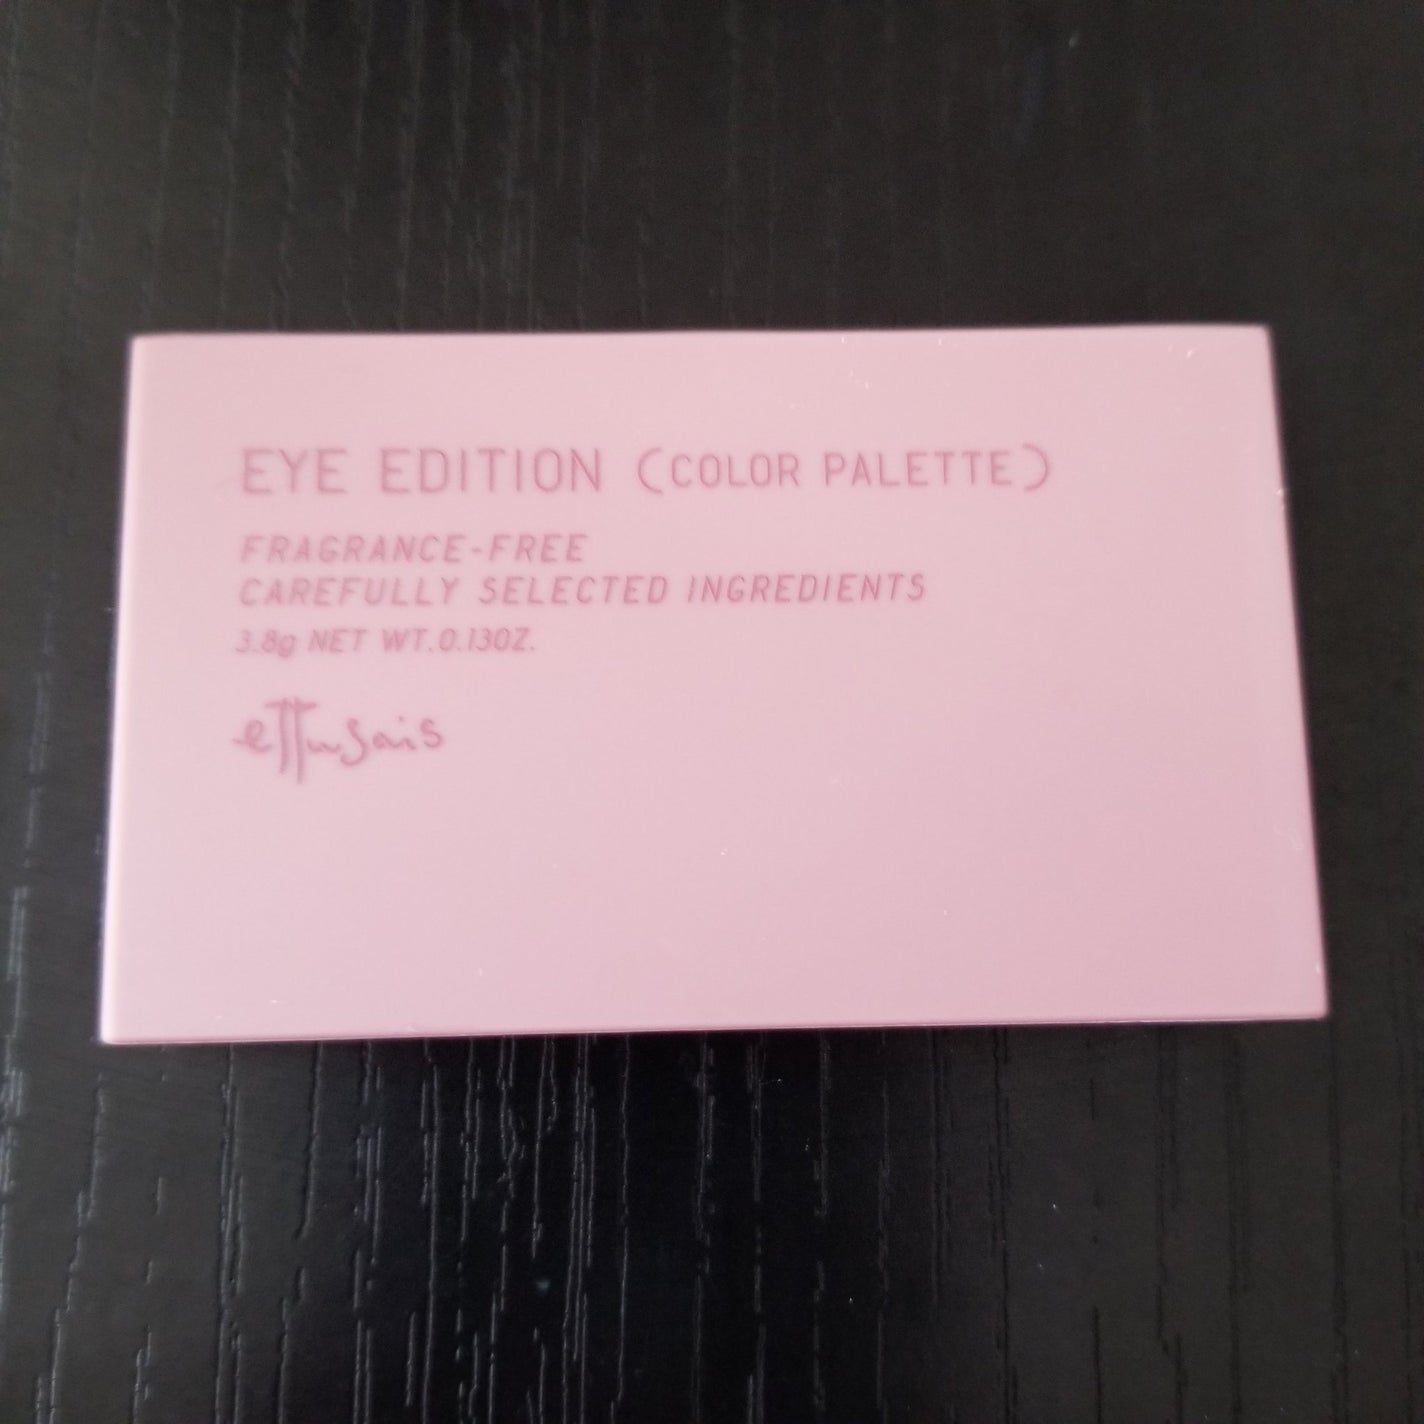 EYE EDITION (COLOR PALETTE)
FRAGRANCE-FREE
CAREFULLY SELECTED INGREDIENTS
3.8g NET WT.0.13OZ.
ettusais